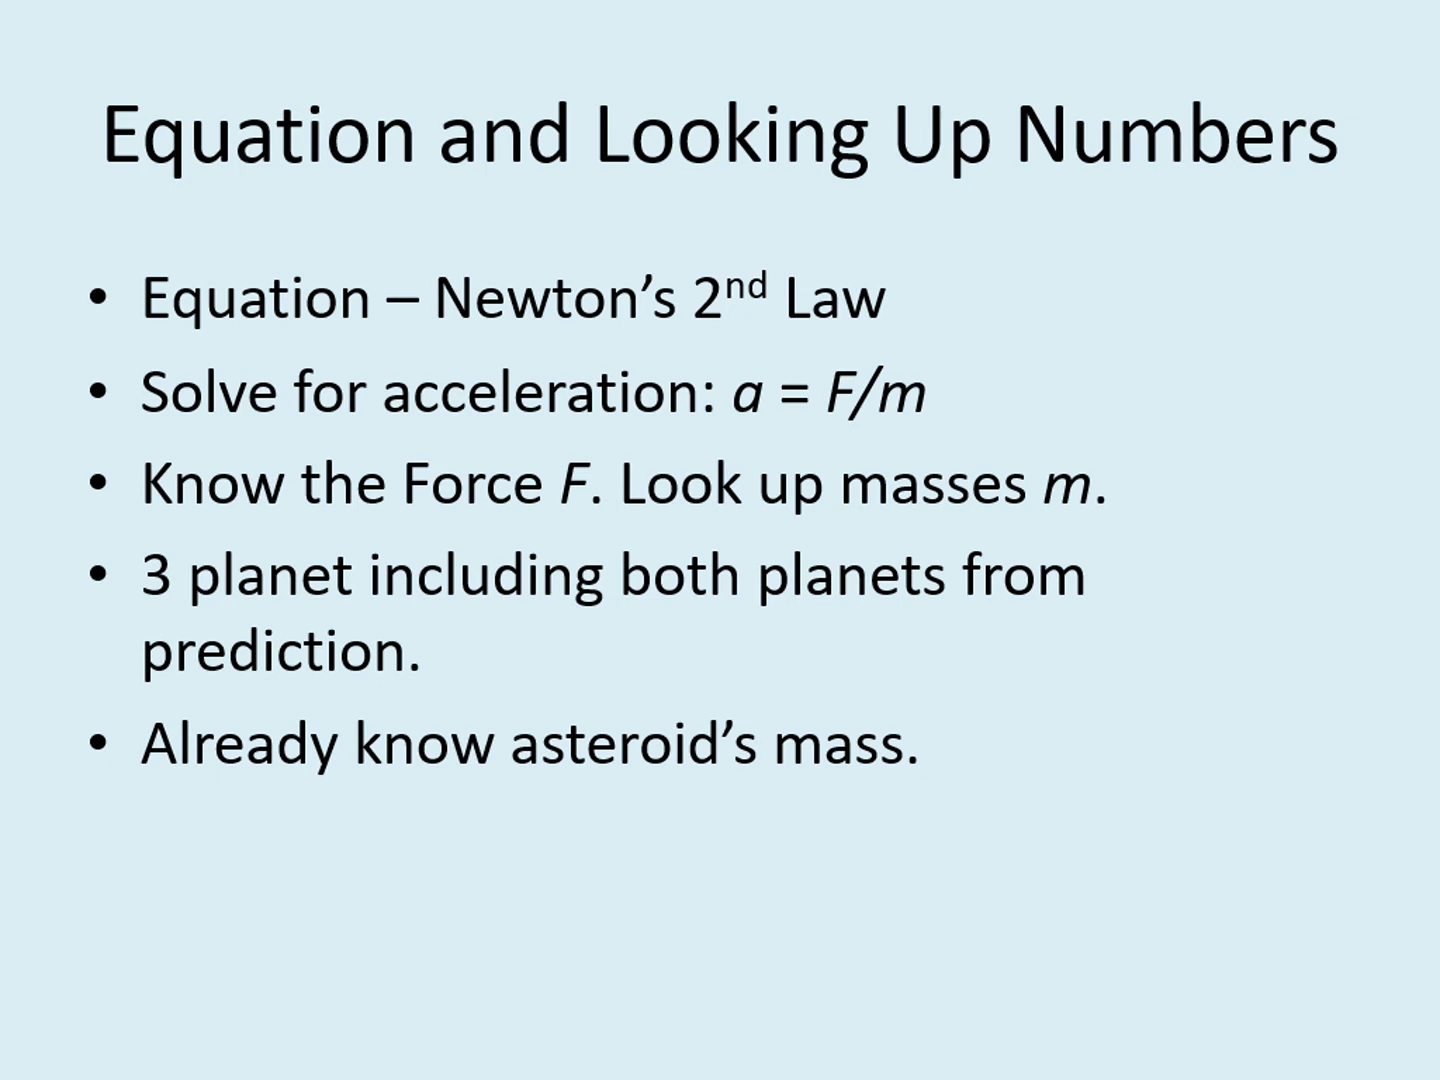 Equation and Looking Up Numbers
• Equation – Newton’s 2nd Law
• Solve for acceleration: a = F/m
• Know the Force F. Look up masses m.
• 3 planet including both planets from
prediction.
• Already know asteroid’s mass.